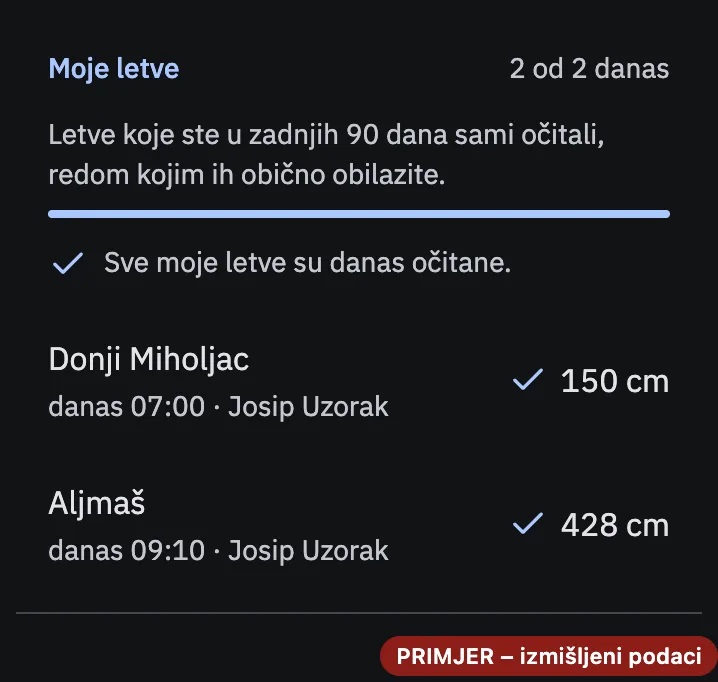 Moje letve
2 od 2 danas
Letve koje ste u zadnjih 90 dana sami očitali,
redom kojim ih obično obilazite.
Sve moje letve su danas očitane.
Donji Miholjac
150 cm
danas 07:00 · Josip Uzorak
Aljmaš
428 cm
danas 09:10 · Josip Uzorak
PRIMJER – izmišljeni podaci